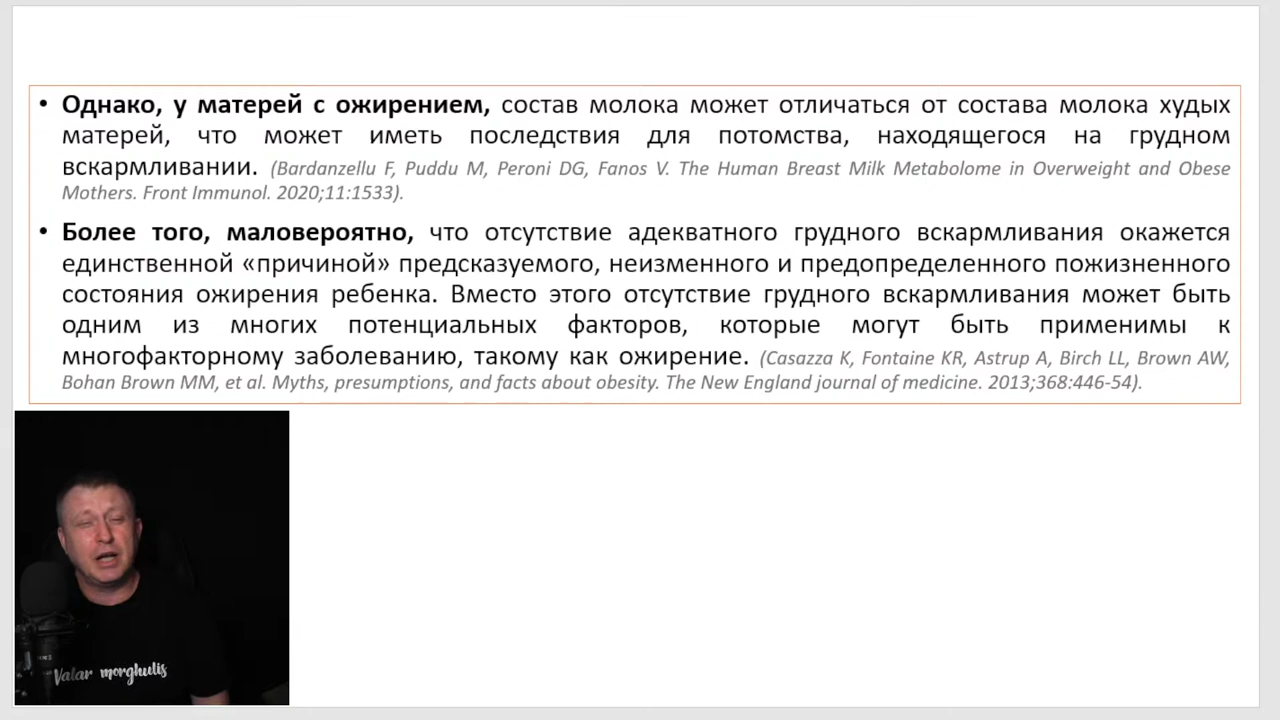 • Однако, у матерей с ожирением, состав молока может отличаться от состава молока худых
матерей, что может иметь последствия для потомства, находящегося на грудном
вскармливании. (Bardanzellu F, Puddu M, Peroni DG, Fanos V. The Human Breast Milk Metabolome in Overweight and Obese
Mothers. Front Immunol. 2020;11:1533).
• Более того, маловероятно, что отсутствие адекватного грудного вскармливания окажется
единственной «причиной» предсказуемого, неизменного и предопределенного пожизненного
состояния ожирения ребенка. Вместо этого отсутствие грудного вскармливания может быть
одним из многих потенциальных факторов, которые могут быть применимы к
многофакторному заболеванию, такому как ожирение. (Casazza K, Fontaine KR, Astrup A, Birch LL, Brown AW,
Bohan Brown MM, et al. Myths, presumptions, and facts about obesity. The New England journal of medicine. 2013;368:446-54).
Valar morghulis